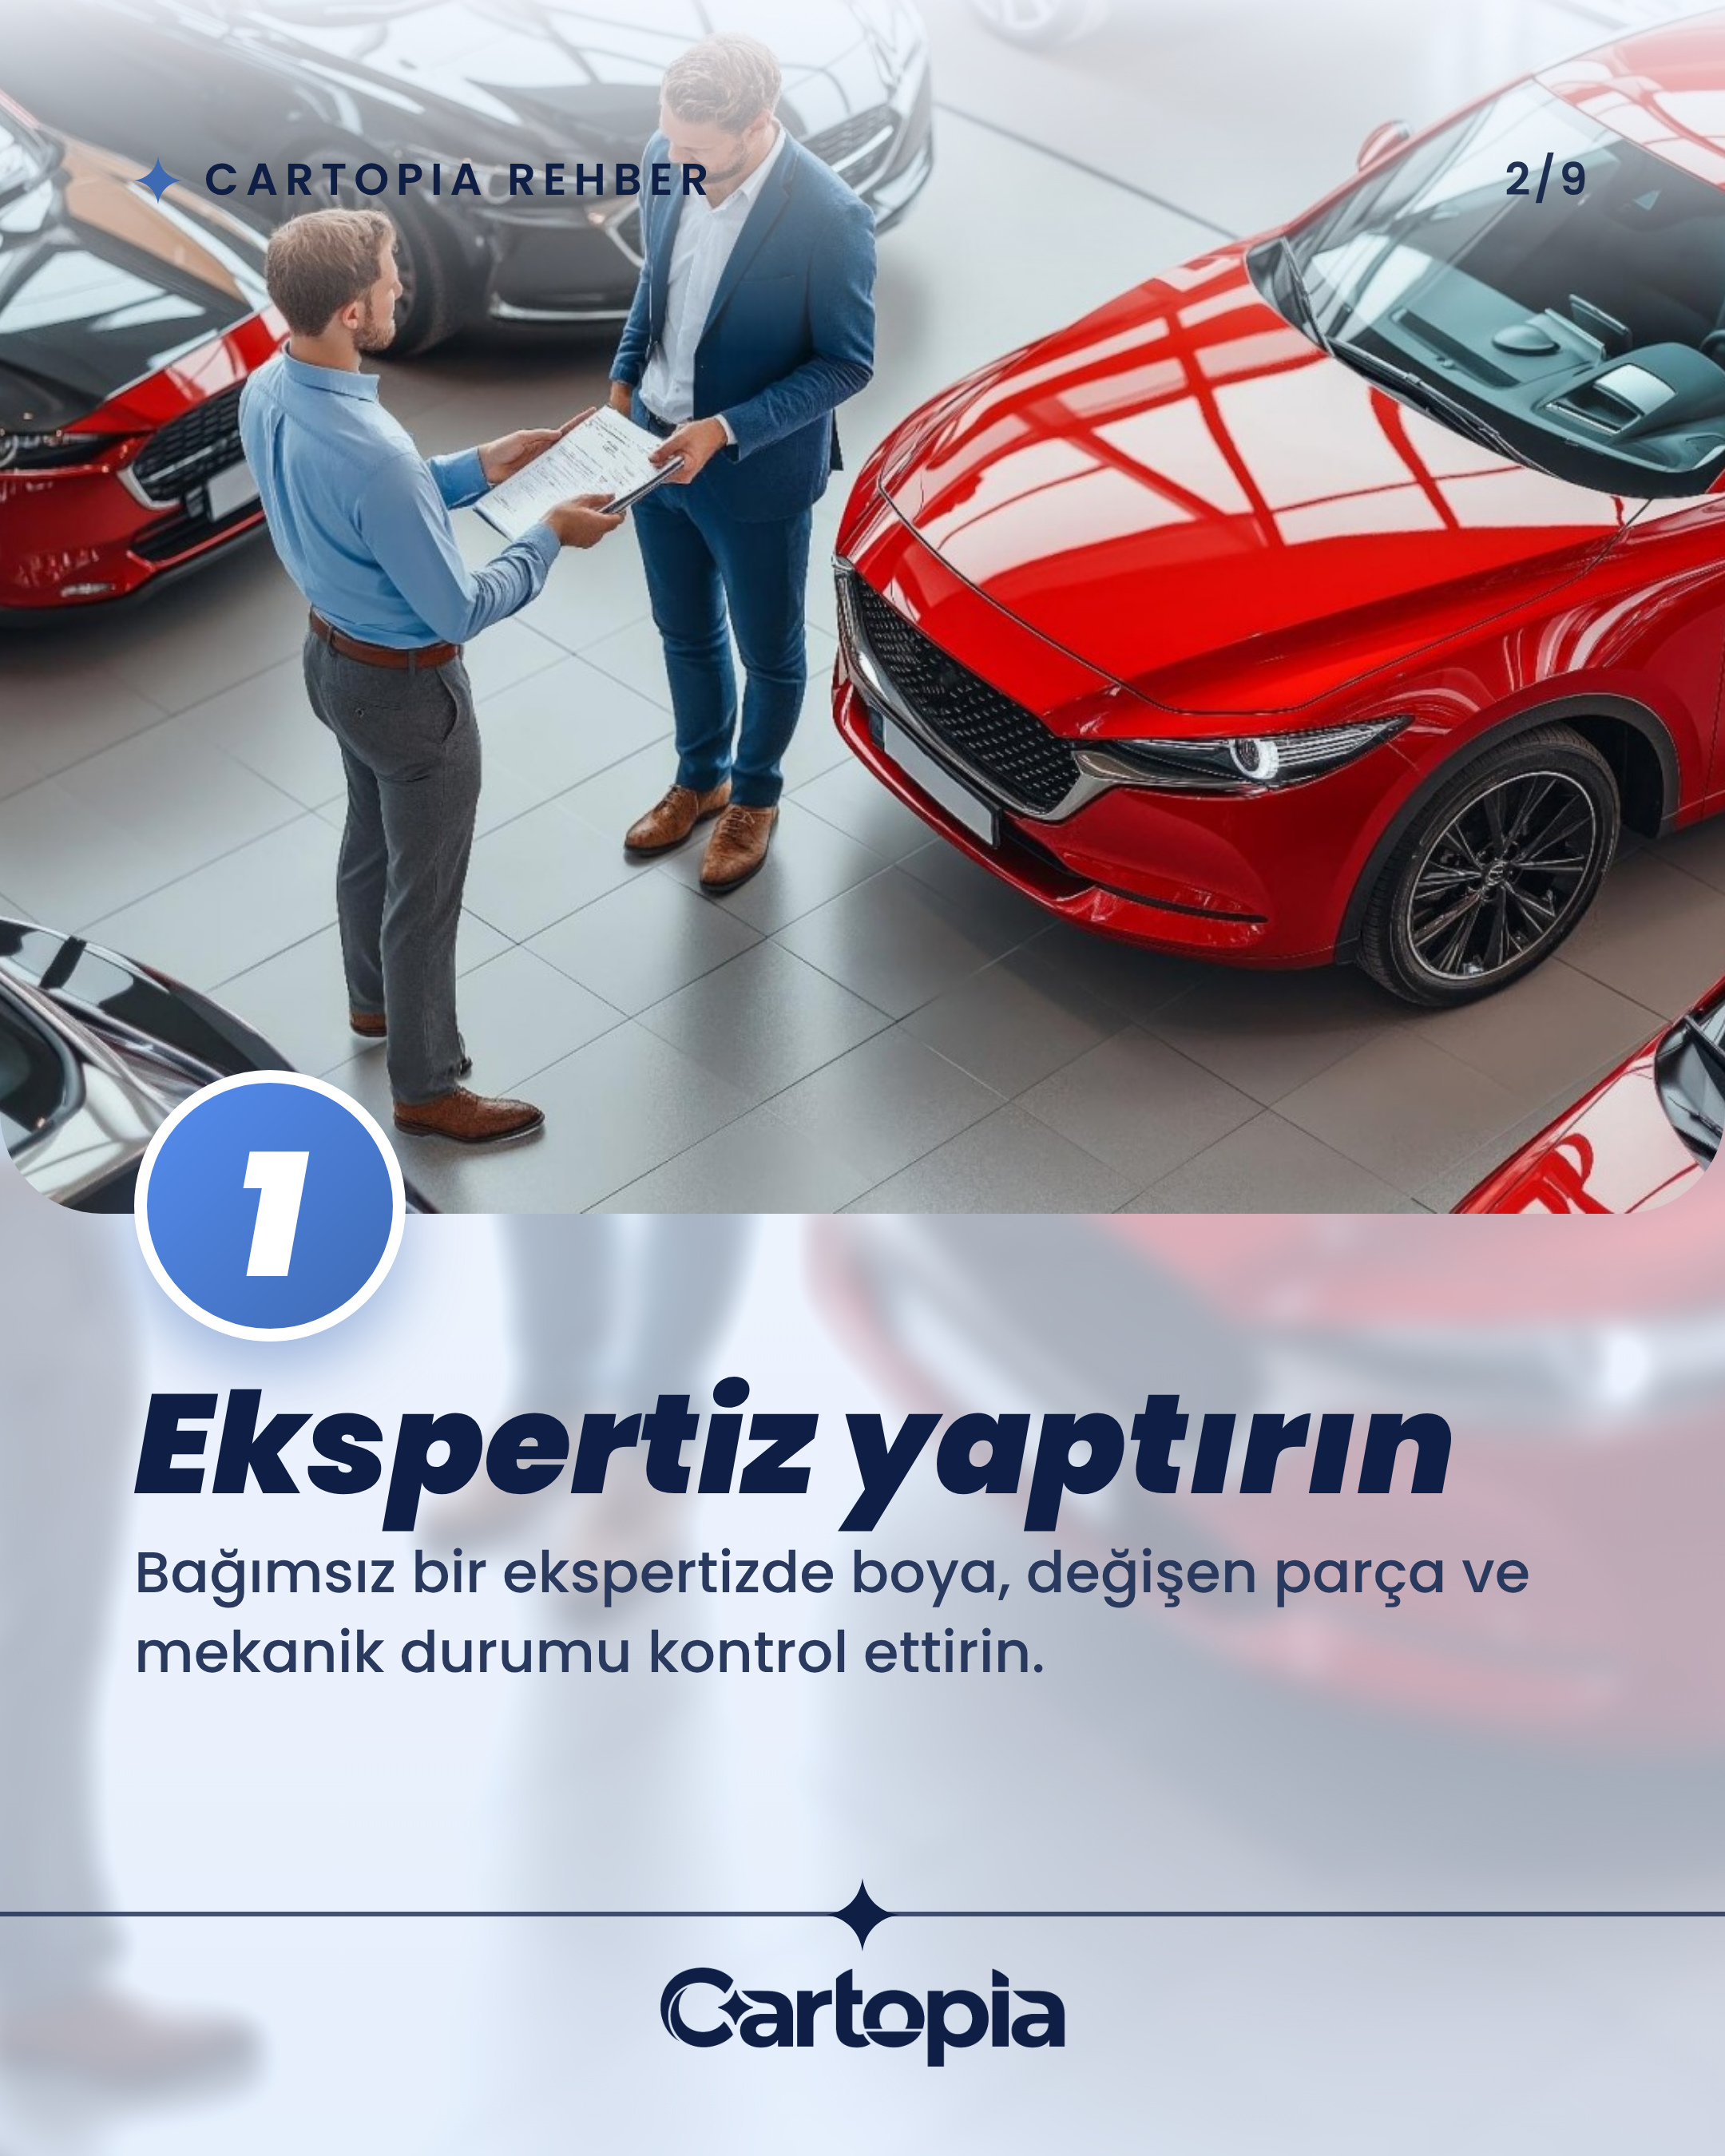 CARTOPIA REHBER
2/9
1
Ekspertiz yaptırın
Bağımsız bir ekspertizde boya, değişen parça ve
mekanik durumu kontrol ettirin.
Cartopia